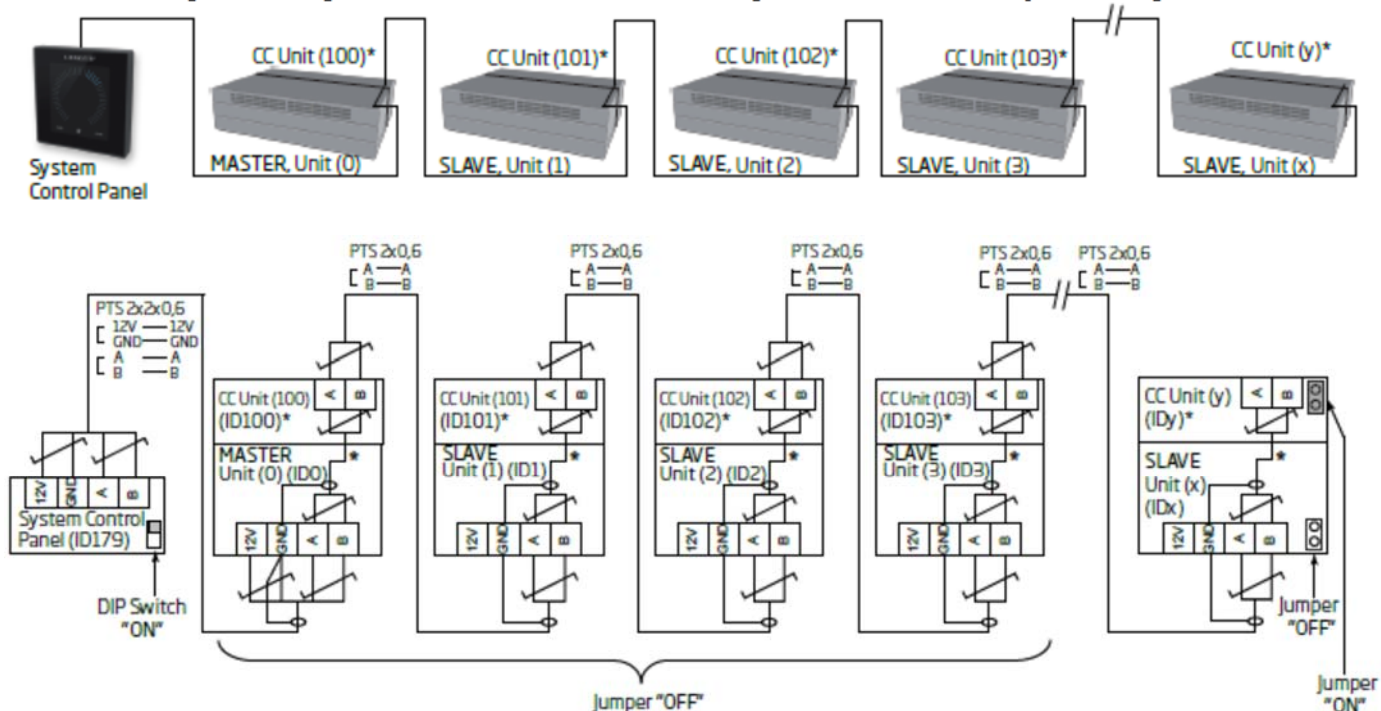 CC Unit (100)*
CC Unit (101)*
CC Unit (102)*
CC Unit (103)*
CC Unit (y)*
System
Control Panel
MASTER, Unit (0)
SLAVE, Unit (1)
SLAVE, Unit (2)
SLAVE, Unit (3)
SLAVE, Unit (x)
PTS 2x2x0,6
12V 12V
GND GND
A A
B B
PTS 2x0,6
A A
B B
PTS 2x0,6
A A
B B
PTS 2x0,6
A A
B B
PTS 2x0,6
A A
B B
PTS 2x0,6
A A
B B
12V GND A B
System Control
Panel (ID179)
DIP Switch
"ON"
CC Unit (100)
(ID100)*
A B
MASTER *
Unit (0) (ID0)
12V GND A B
CC Unit (101)
(ID101)*
A B
SLAVE *
Unit (1) (ID1)
12V GND A B
CC Unit (102)
(ID102)*
A B
SLAVE *
Unit (2) (ID2)
12V GND A B
CC Unit (103)
(ID103)*
A B
SLAVE *
Unit (3) (ID3)
12V GND A B
CC Unit (y)
(IDy)*
A B
SLAVE *
Unit (x)
(IDx)
12V GND A B
Jumper "OFF"
Jumper
"OFF"
Jumper
"ON"